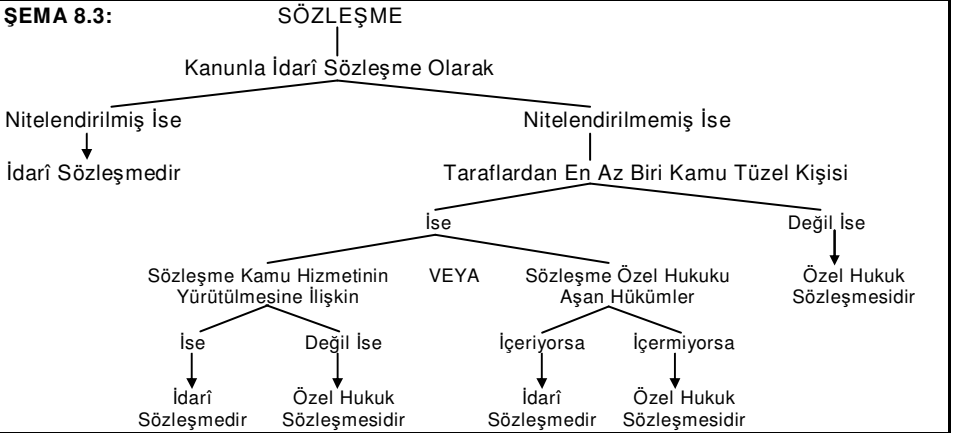 ŞEMA 8.3: SÖZLEŞME
Kanunla İdarî Sözleşme Olarak
Nitelendirilmiş İse Nitelendirilmemiş İse
İdarî Sözleşmedir Taraflardan En Az Biri Kamu Tüzel Kişisi
İse Değil İse
Sözleşme Kamu Hizmetinin VEYA Sözleşme Özel Hukuku Özel Hukuk
Yürütülmesine İlişkin Aşan Hükümler Sözleşmesidir
İse Değil İse İçeriyorsa İçermiyorsa
İdarî Özel Hukuk İdarî Özel Hukuk
Sözleşmedir Sözleşmesidir Sözleşmedir Sözleşmesidir